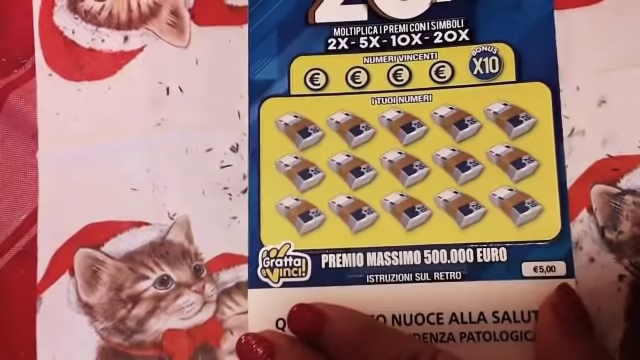 MOLTIPLICA I PREMI CON I SIMBOLI
2X - 5X - 10X - 20X
NUMERI VINCENTI
€ € € €
BONUS
X10
I TUOI NUMERI
Gratta e Vinci!
PREMIO MASSIMO 500.000 EURO
ISTRUZIONI SUL RETRO
€5,00
NUOCE ALLA SALUT
DENZA PATOLOGICA